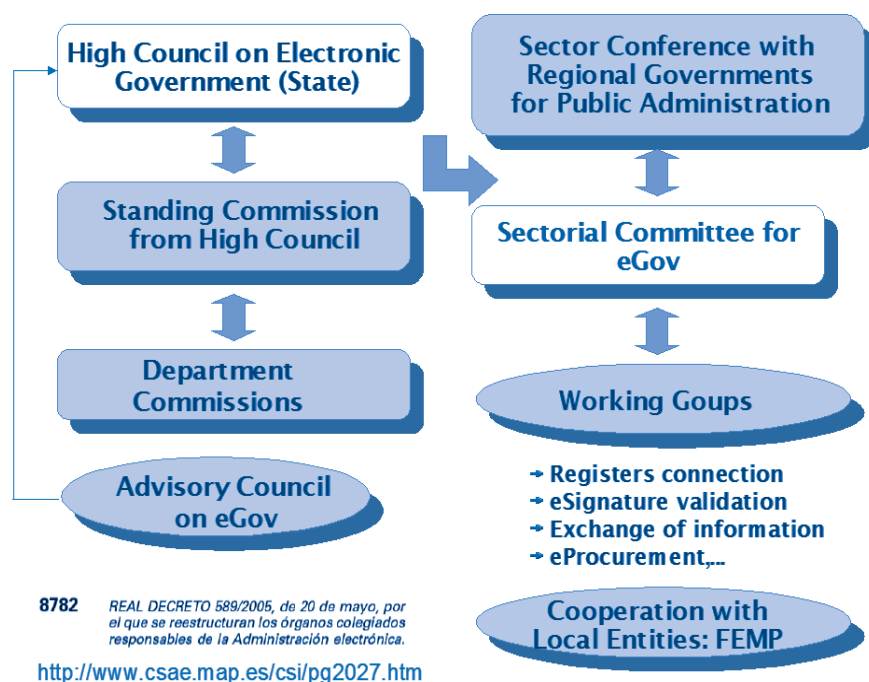 High Council on Electronic
Government (State)
Standing Commission
from High Council
Department
Commissions
Advisory Council
on eGov
8782 REAL DECRETO 589/2005, de 20 de mayo, por
el que se reestructuran los órganos colegiados
responsables de la Administración electrónica.
http://www.csae.map.es/csi/pg2027.htm
Sector Conference with
Regional Governments
for Public Administration
Sectorial Committee for
eGov
Working Goups
Registers connection
eSignature validation
Exchange of information
eProcurement,...
Cooperation with
Local Entities: FEMP